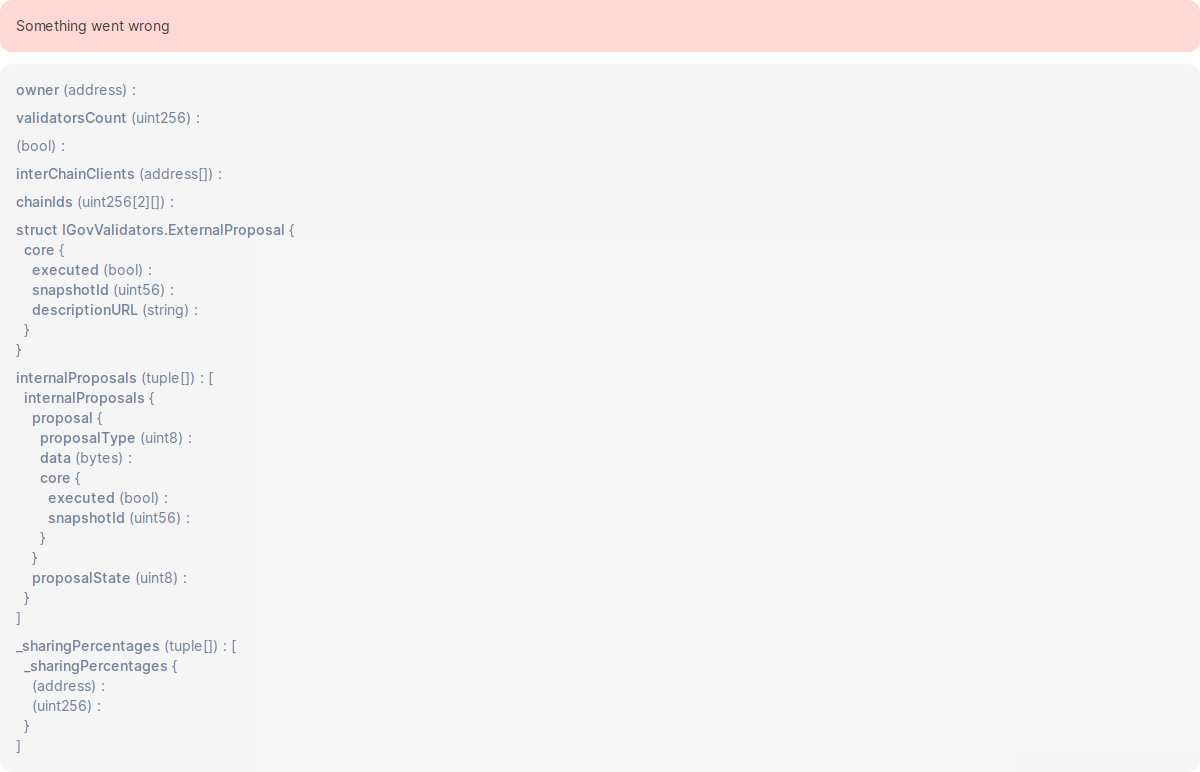 Something went wrong
owner (address) :
validatorsCount (uint256) :
(bool) :
interChainClients (address[]) :
chainIds (uint256[2][]) :
struct IGovValidators.ExternalProposal {
core {
executed (bool) :
snapshotId (uint56) :
descriptionURL (string) :
}
}
internalProposals (tuple[]) : [
internalProposals {
proposal {
proposalType (uint8) :
data (bytes) :
core {
executed (bool) :
snapshotId (uint56) :
}
}
proposalState (uint8) :
}
]
_sharingPercentages (tuple[]) : [
_sharingPercentages {
(address) :
(uint256) :
}
]